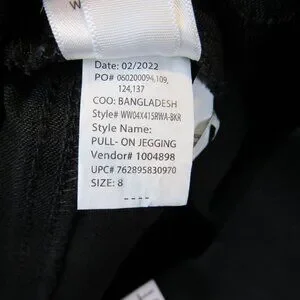 W
Date: 02/2022
PO# 060200094,109,
124,137
COO: BANGLADESH
Style# WW04X415RWA-BKR
Style Name:
PULL- ON JEGGING
Vendor# 1004898
UPC# 762895830970
SIZE: 8
----